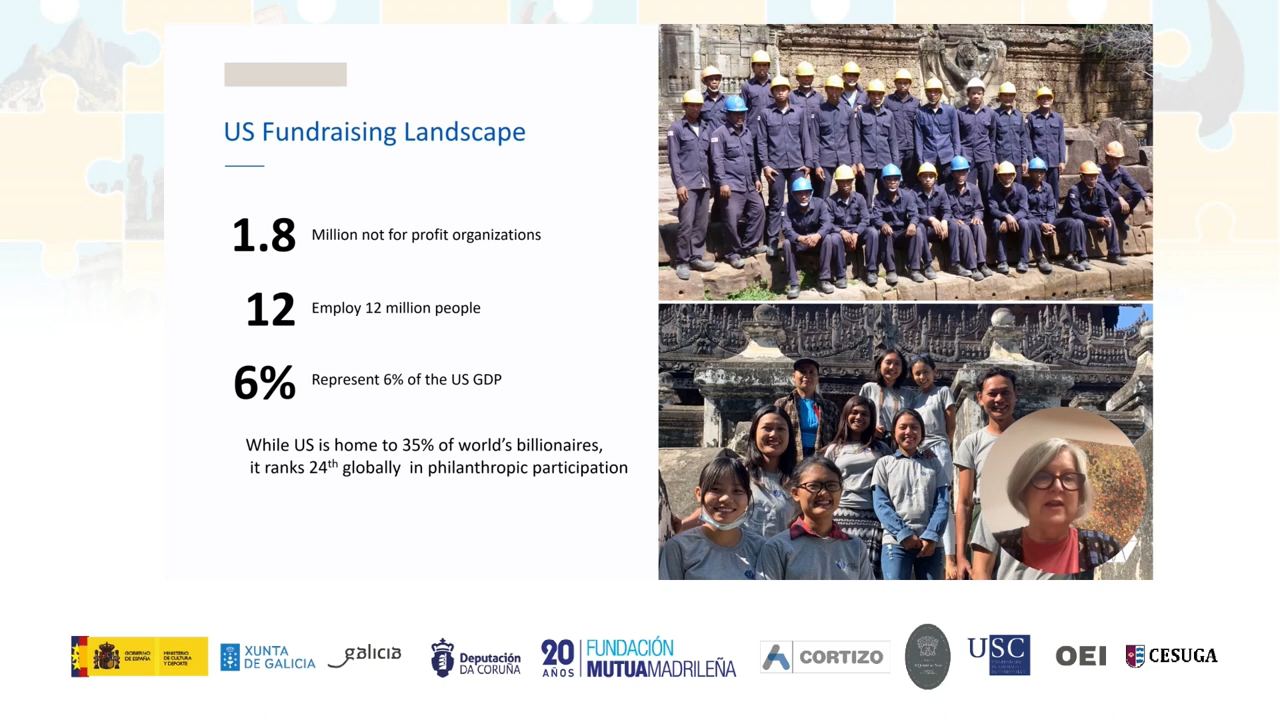 US Fundraising Landscape
1.8 Million not for profit organizations
12 Employ 12 million people
6% Represent 6% of the US GDP
While US is home to 35% of world's billionaires,
it ranks 24th globally in philanthropic participation
GOBIERNO
DE ESPAÑA
MINISTERIO
DE CULTURA
Y DEPORTE
XUNTA
DE GALICIA
galicia
Deputación
DA CORUÑA
20
AÑOS
FUNDACIÓN
MUTUAMADRILEÑA
CORTIZO
USC
OEI
CESUGA